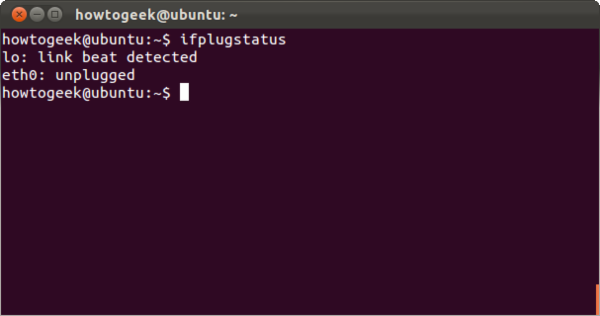 howtogeek@ubuntu: ~
howtogeek@ubuntu:~$ ifplugstatus
lo: link beat detected
eth0: unplugged
howtogeek@ubuntu:~$